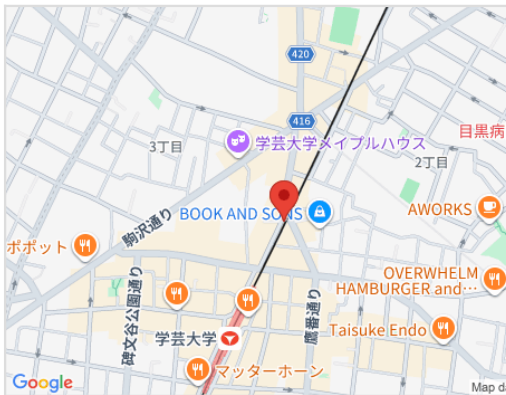 420
416
3丁目
学芸大学メイプルハウス
目黒病
2丁目
駒沢通り
BOOK AND SONS
AWORKS
ポポット
碑文谷公園通り
鷹番通り
OVERWHELM
HAMBURGER and…
Taisuke Endo
学芸大学
マッターホーン
Google
Map da